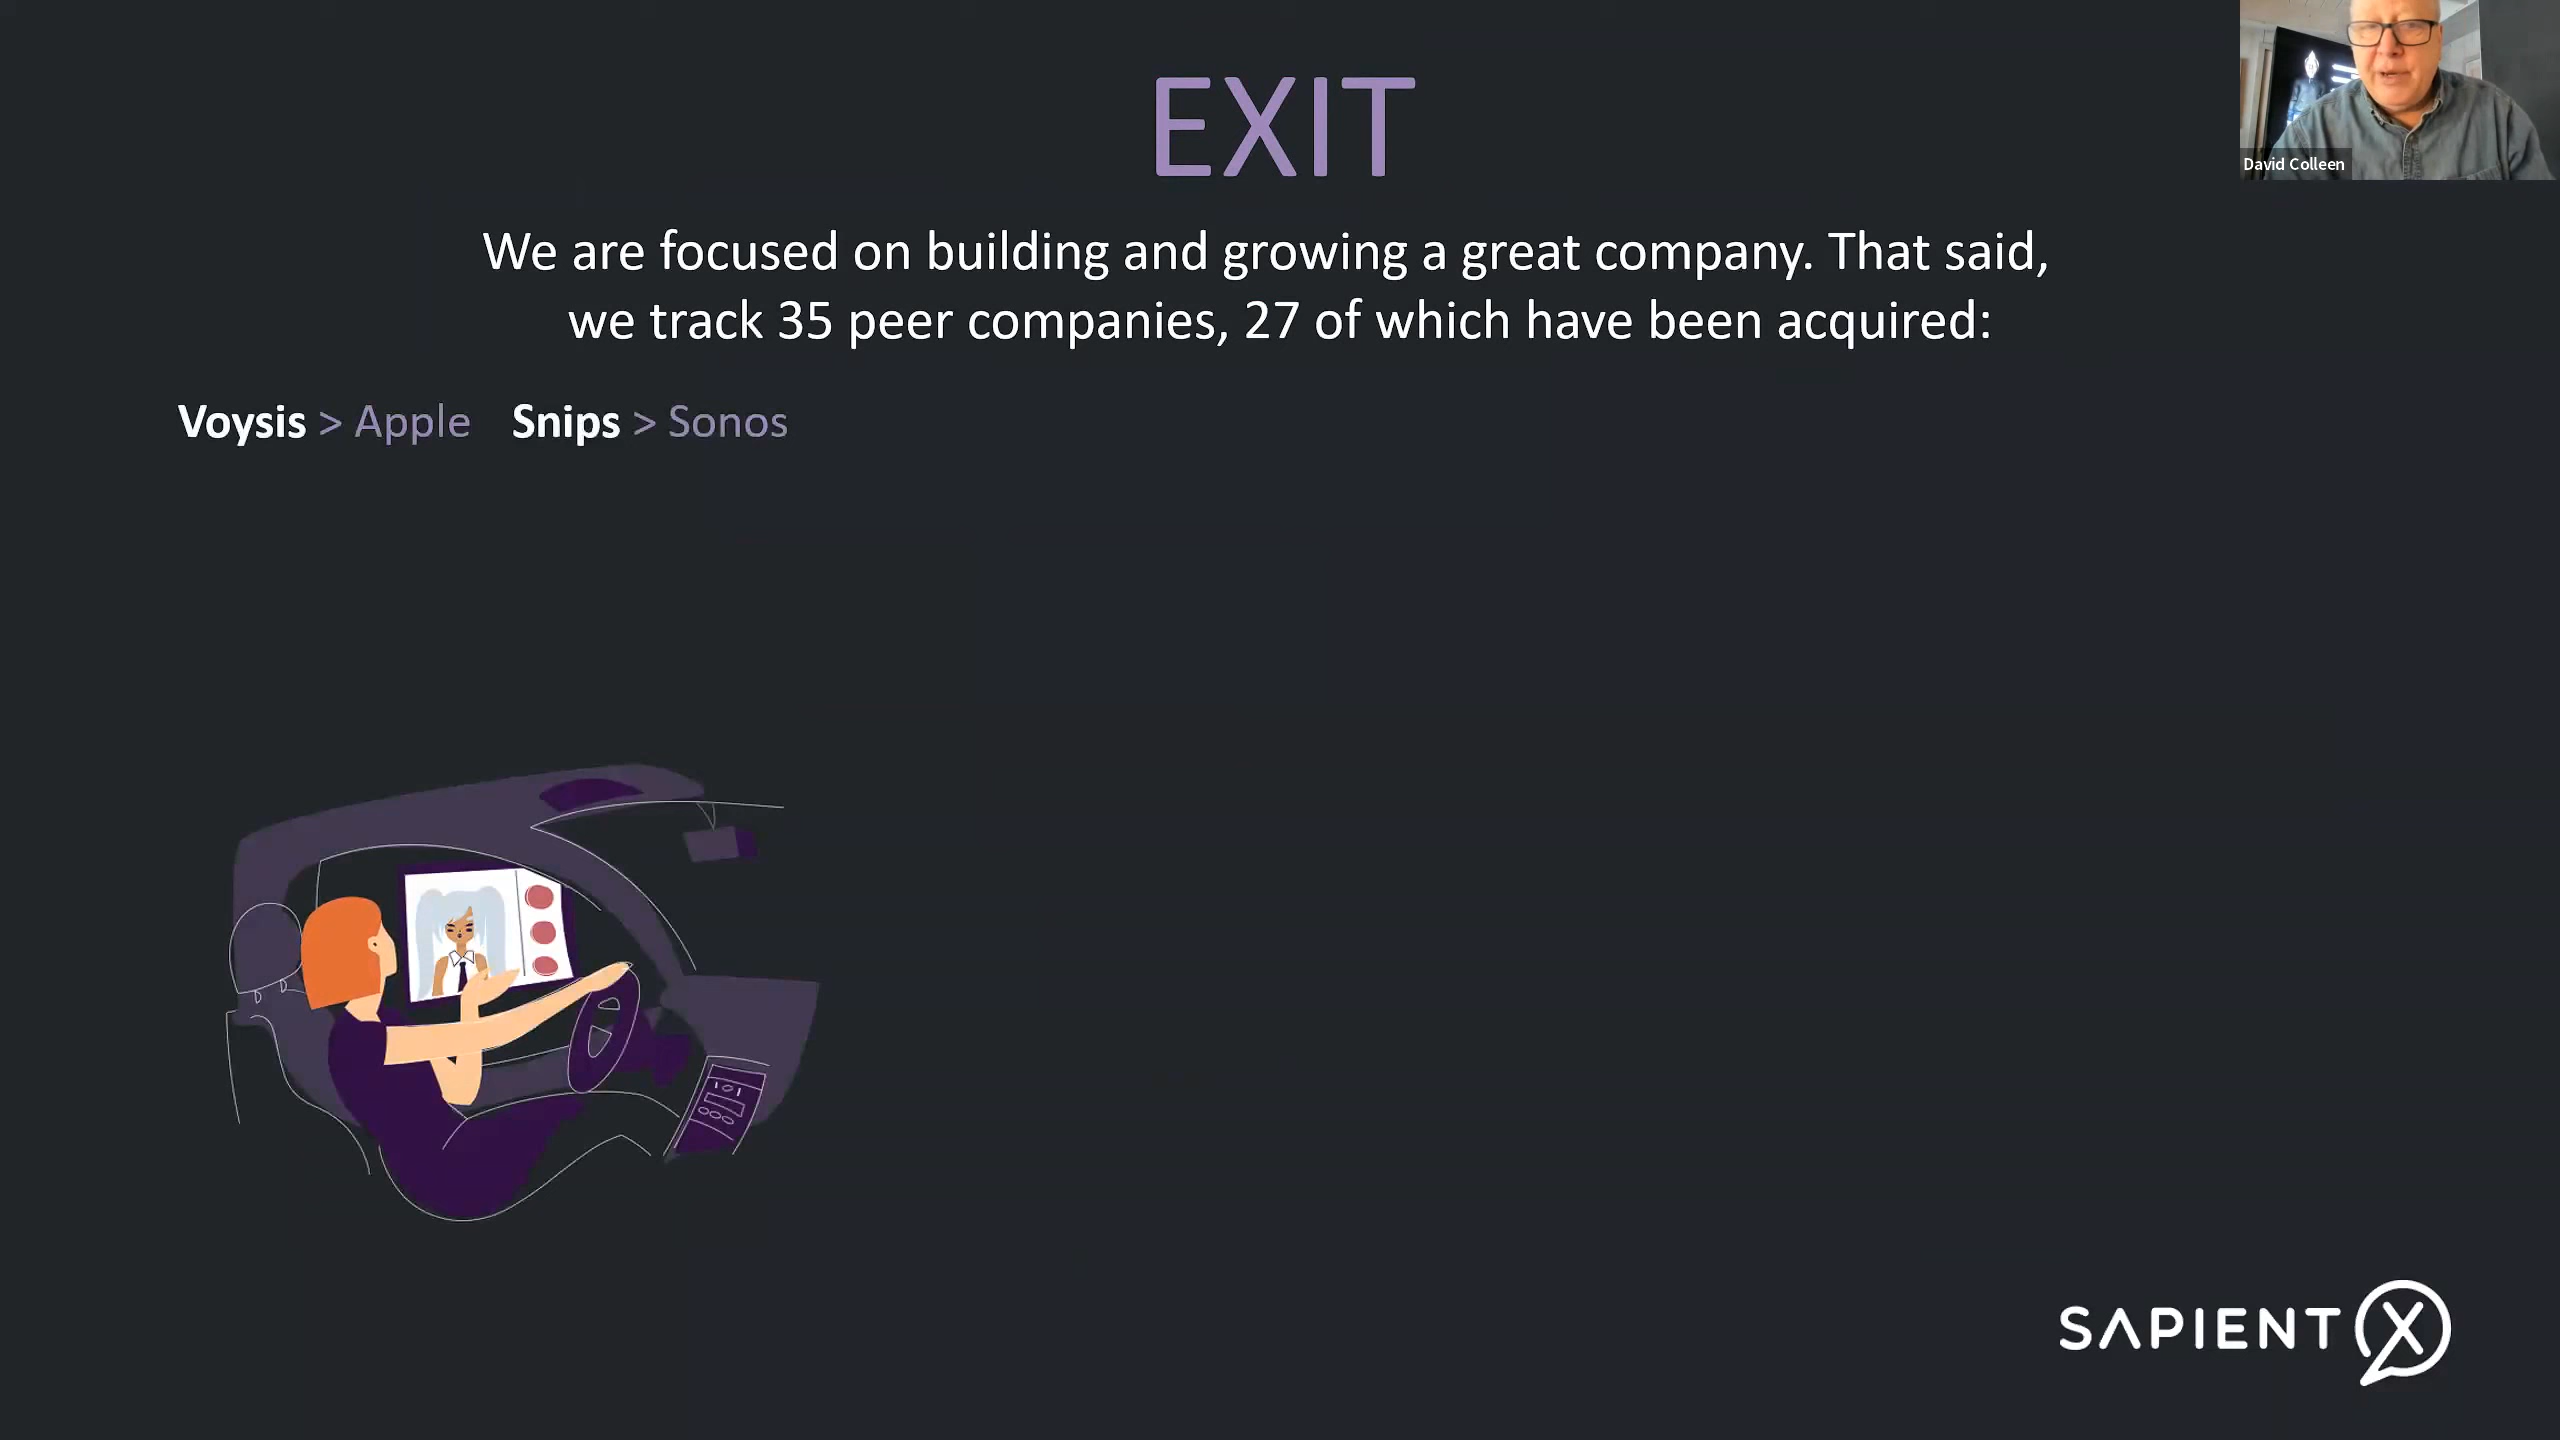 EXIT
David Colleen
We are focused on building and growing a great company. That said,
we track 35 peer companies, 27 of which have been acquired:
Voysis > Apple Snips > Sonos
SAPIENT X